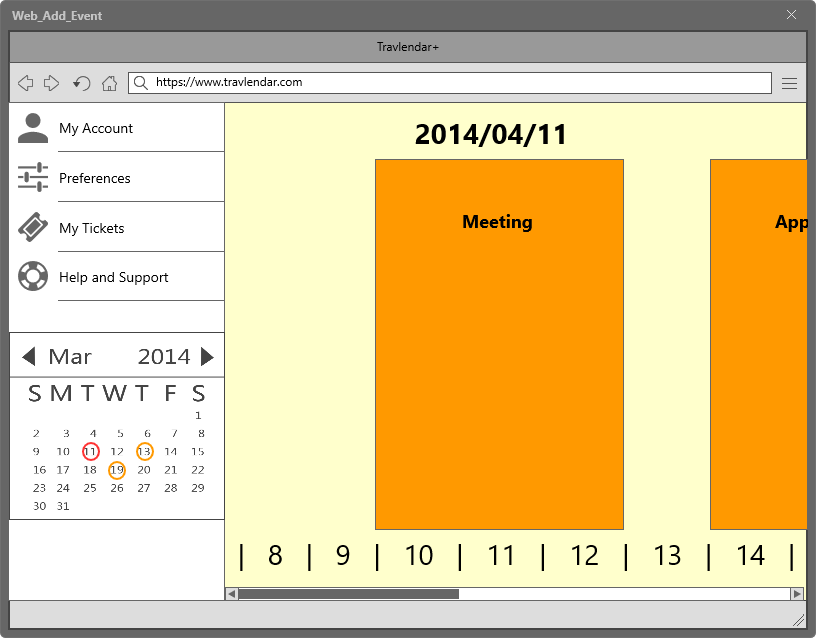 Web_Add_Event
Travlendar+
https://www.travlendar.com
My Account
Preferences
My Tickets
Help and Support
Mar 2014
S M T W T F S
1
2 3 4 5 6 7 8
9 10 11 12 13 14 15
16 17 18 19 20 21 22
23 24 25 26 27 28 29
30 31
2014/04/11
Meeting
App
| 8 | 9 | 10 | 11 | 12 | 13 | 14 |